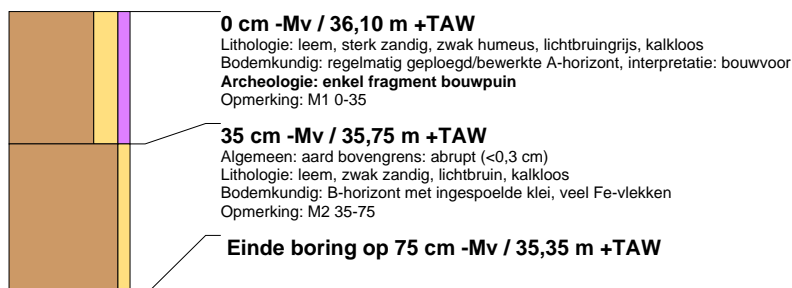 0 cm -Mv / 36,10 m +TAW
Lithologie: leem, sterk zandig, zwak humeus, lichtbruingrijs, kalkloos
Bodemkundig: regelmatig geploegd/bewerkte A-horizont, interpretatie: bouwvoor
Archeologie: enkel fragment bouwpuin
Opmerking: M1 0-35
35 cm -Mv / 35,75 m +TAW
Algemeen: aard bovengrens: abrupt (<0,3 cm)
Lithologie: leem, zwak zandig, lichtbruin, kalkloos
Bodemkundig: B-horizont met ingespoelde klei, veel Fe-vlekken
Opmerking: M2 35-75
Einde boring op 75 cm -Mv / 35,35 m +TAW